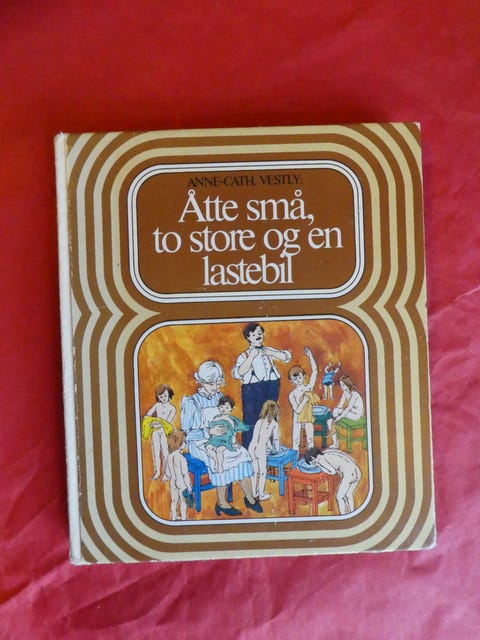 ANNE-CATH. VESTLY:
Åtte små,
to store og en
lastebil